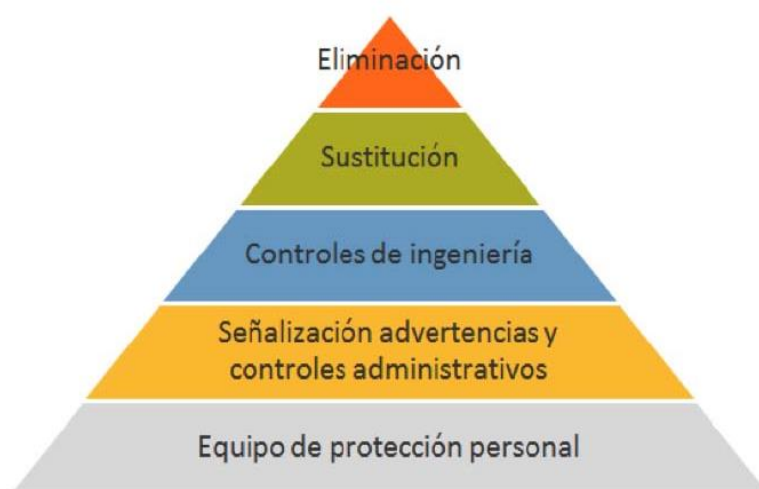 Eliminación
Sustitución
Controles de ingeniería
Señalización advertencias y
controles administrativos
Equipo de protección personal